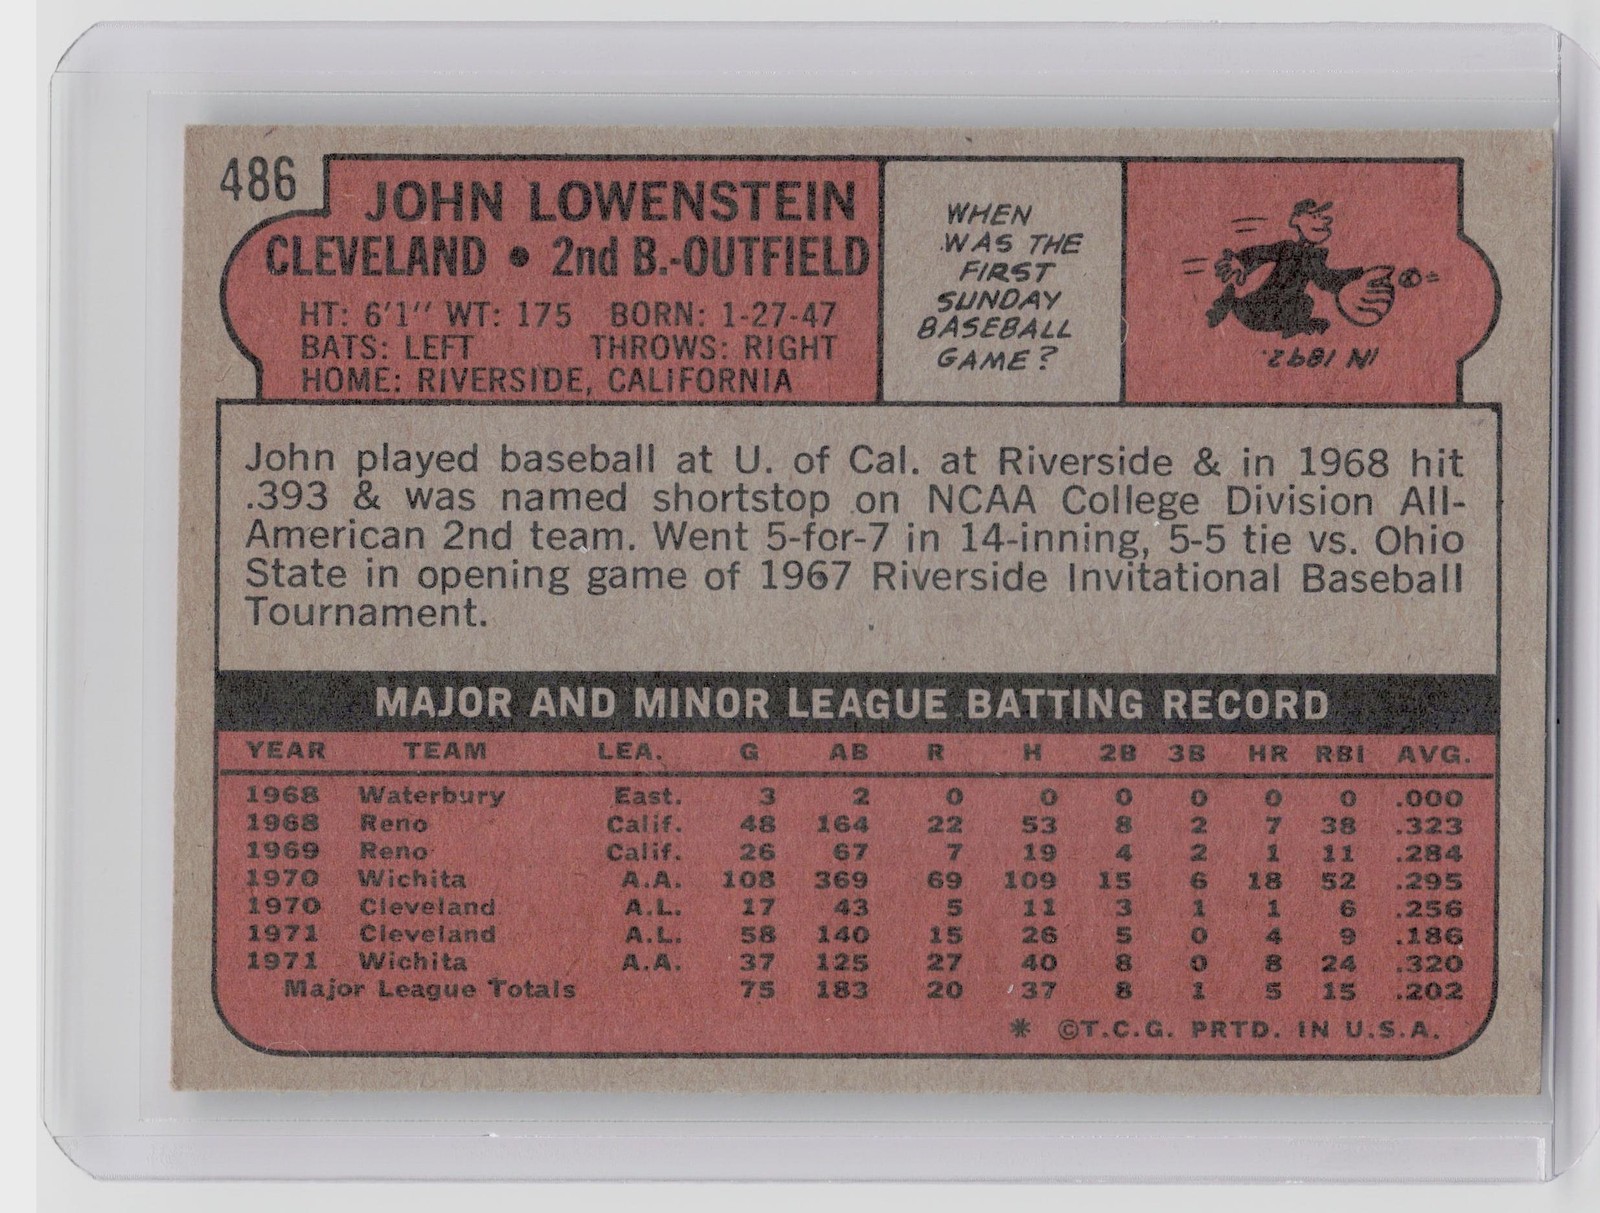 486
JOHN LOWENSTEIN
CLEVELAND • 2nd B.-OUTFIELD
HT: 6'1" WT: 175 BORN: 1-27-47
BATS: LEFT THROWS: RIGHT
HOME: RIVERSIDE, CALIFORNIA
WHEN
WAS THE
FIRST
SUNDAY
BASEBALL
GAME?
IN 1892.
John played baseball at U. of Cal. at Riverside & in 1968 hit
.393 & was named shortstop on NCAA College Division All-
American 2nd team. Went 5-for-7 in 14-inning, 5-5 tie vs. Ohio
State in opening game of 1967 Riverside Invitational Baseball
Tournament.
MAJOR AND MINOR LEAGUE BATTING RECORD
YEAR TEAM LEA. G AB R H 2B 3B HR RBI AVG.
1968 Waterbury East. 3 2 0 0 0 0 0 0 .000
1968 Reno Calif. 48 164 22 53 8 2 7 38 .323
1969 Reno Calif. 26 67 7 19 4 2 1 11 .284
1970 Wichita A.A. 108 369 69 109 15 6 18 52 .295
1970 Cleveland A.L. 17 43 5 11 3 1 1 6 .256
1971 Cleveland A.L. 58 140 15 26 5 0 4 9 .186
1971 Wichita A.A. 37 125 27 40 8 0 8 24 .320
Major League Totals 75 183 20 37 8 1 5 15 .202
* ©T.C.G. PRTD. IN U.S.A.